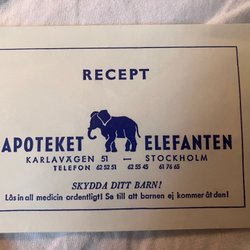 RECEPT
APOTEKET ELEFANTEN
KARLAVÄGEN 51 — STOCKHOLM
TELEFON 62 52 51 62 55 45 61 76 65
SKYDDA DITT BARN!
Lås in all medicin ordentligt! Se till att barnen ej kommer åt den!